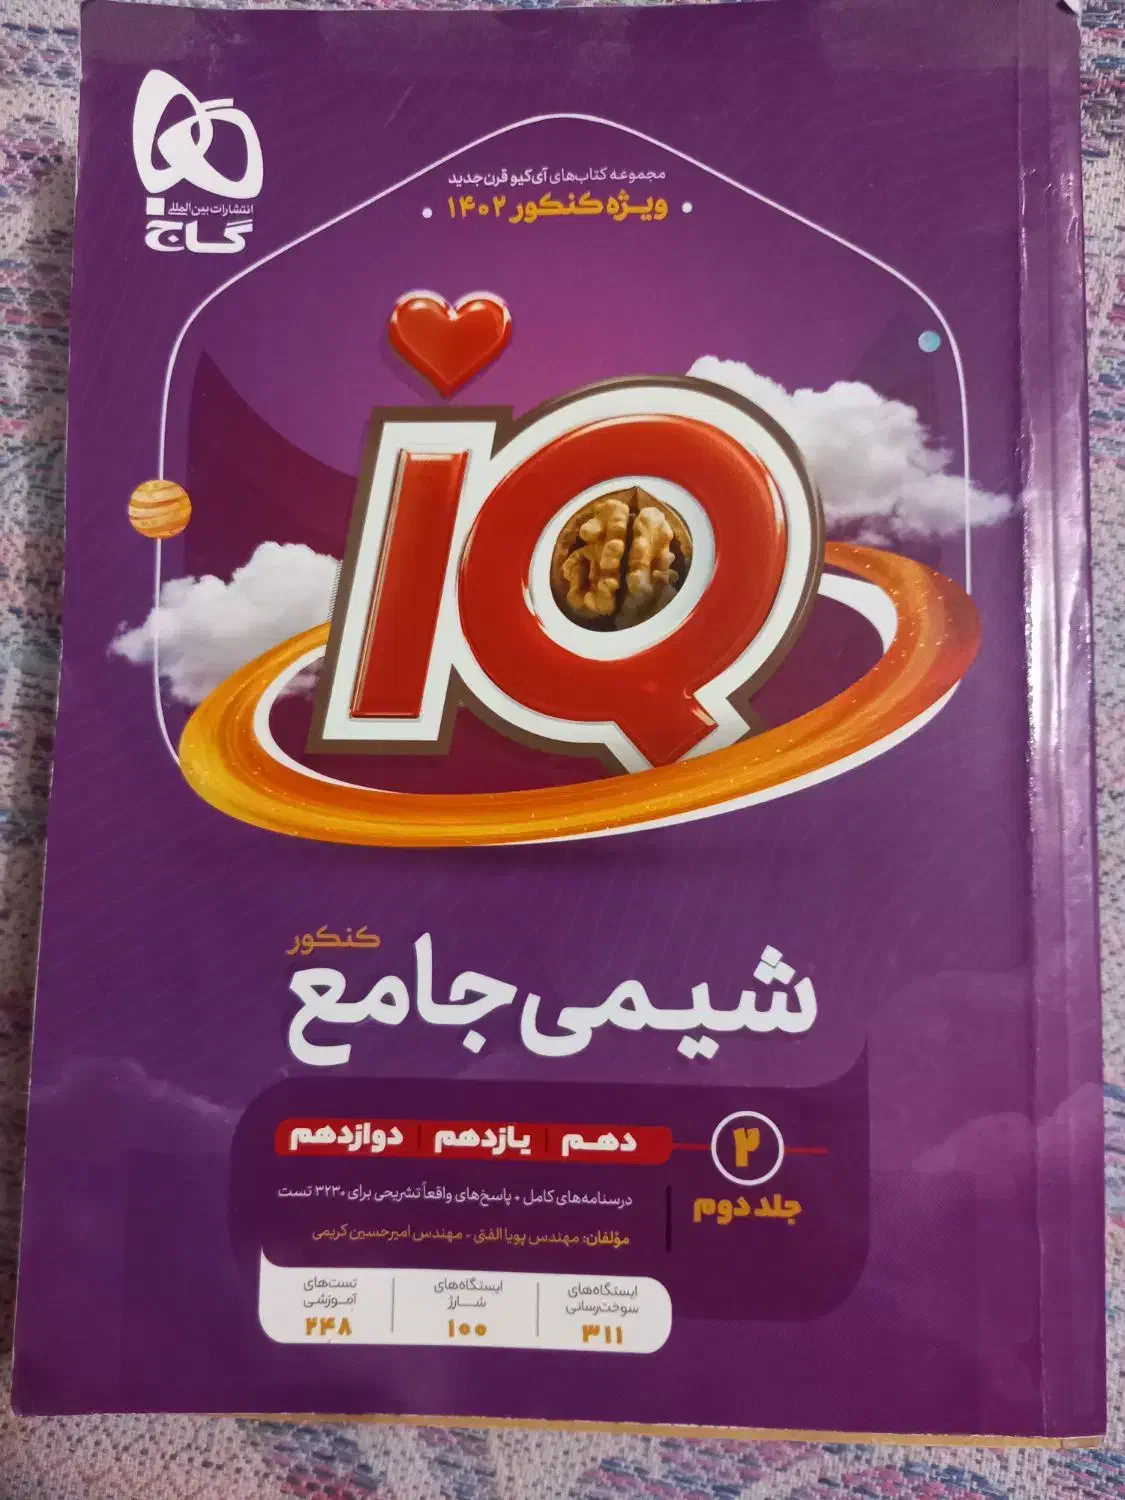 انتشارات بین‌المللی
گاج
مجموعه کتاب‌های آی‌کیو قرن جدید
ویژه کنکور ۱۴۰۲
IQ
کنکور
شیمی جامع
۲
جلد دوم
دهم | یازدهم | دوازدهم
درسنامه‌های کامل + پاسخ‌های واقعاً تشریحی برای ۳۲۳۰ تست
مؤلفان: مهندس پویا الفتی - مهندس امیرحسین کریمی
ایستگاه‌های
سوخت‌رسانی
۳۱۱
ایستگاه‌های
شارژ
۱۰۰
تست‌های
آموزشی
۲۴۸